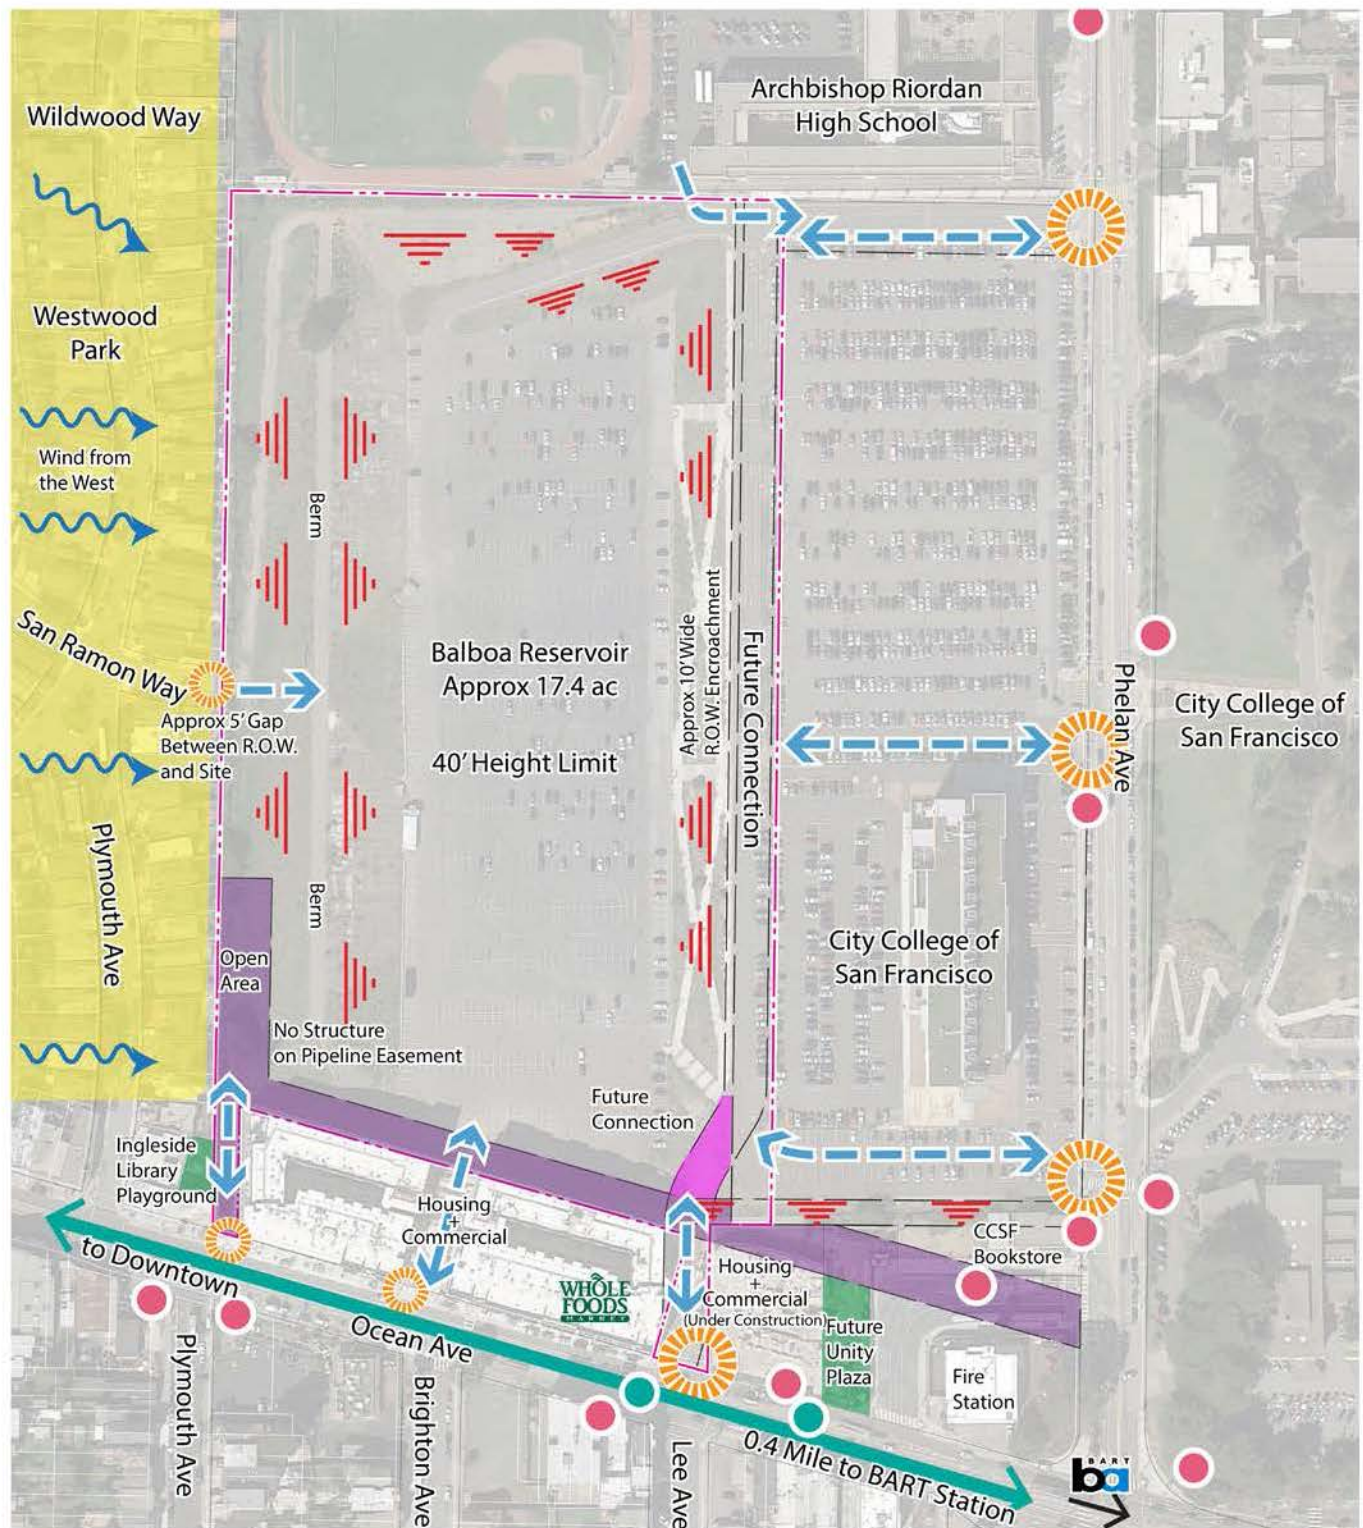 Archbishop Riordan
High School
Wildwood Way
Westwood
Park
Wind from
the West
Berm
San Ramon Way
Approx 5' Gap
Between R.O.W.
and Site
Balboa Reservoir
Approx 17.4 ac
40' Height Limit
Approx 10' Wide
R.O.W. Encroachment
Future Connection
Phelan Ave
City College of
San Francisco
Plymouth Ave
Berm
City College of
San Francisco
Open
Area
No Structure
on Pipeline Easement
Future
Connection
Ingleside
Library
Playground
Housing
+
Commercial
CCSF
Bookstore
to Downtown
WHOLE
FOODS
MARKET
Housing
+
Commercial
(Under Construction)
Future
Unity
Plaza
Fire
Station
Ocean Ave
Plymouth Ave
Brighton Ave
Lee Ave
0.4 Mile to BART Station
BART
ba